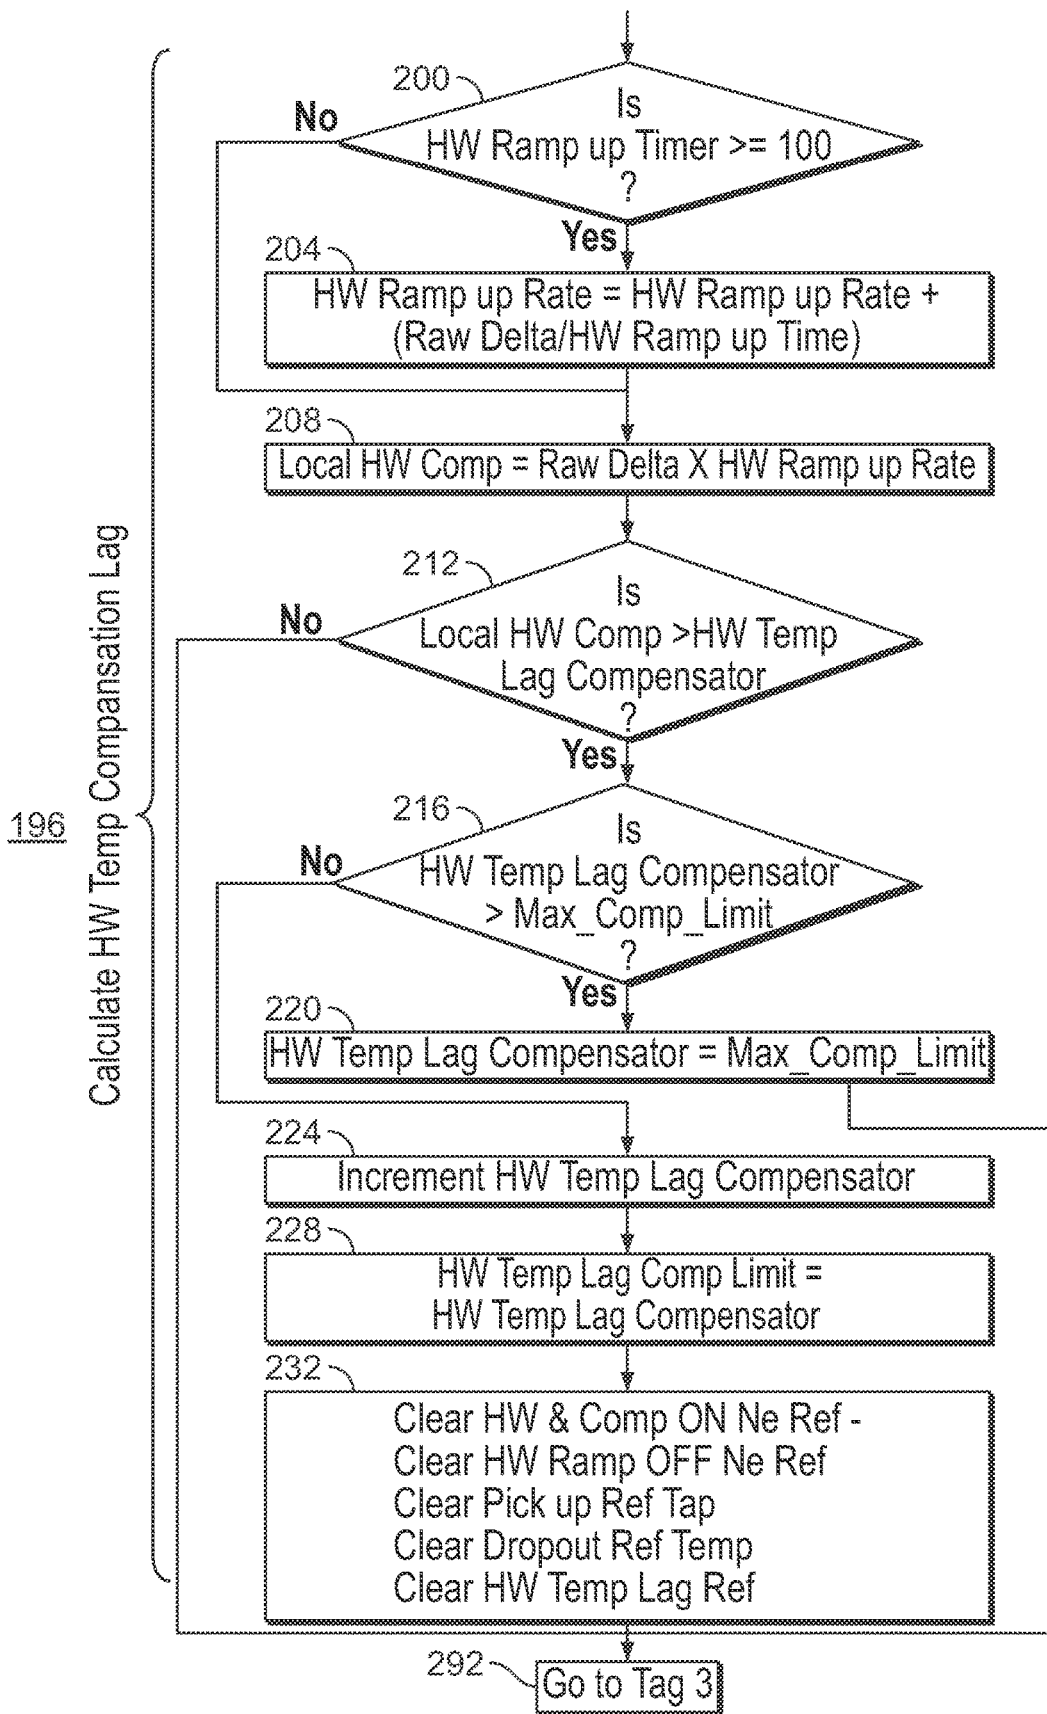 200
No
Is
HW Ramp up Timer >= 100
?
Yes
204
HW Ramp up Rate = HW Ramp up Rate +
(Raw Delta/HW Ramp up Time)
208
Local HW Comp = Raw Delta X HW Ramp up Rate
212
No
Is
Local HW Comp >HW Temp
Lag Compensator
?
Yes
216
No
Is
HW Temp Lag Compensator
> Max_Comp_Limit
?
Yes
220
HW Temp Lag Compensator = Max_Comp_Limit
224
Increment HW Temp Lag Compensator
228
HW Temp Lag Comp Limit =
HW Temp Lag Compensator
232
Clear HW & Comp ON Ne Ref -
Clear HW Ramp OFF Ne Ref
Clear Pick up Ref Tap
Clear Dropout Ref Temp
Clear HW Temp Lag Ref
292
Go to Tag 3
196
Calculate HW Temp Compansation Lag